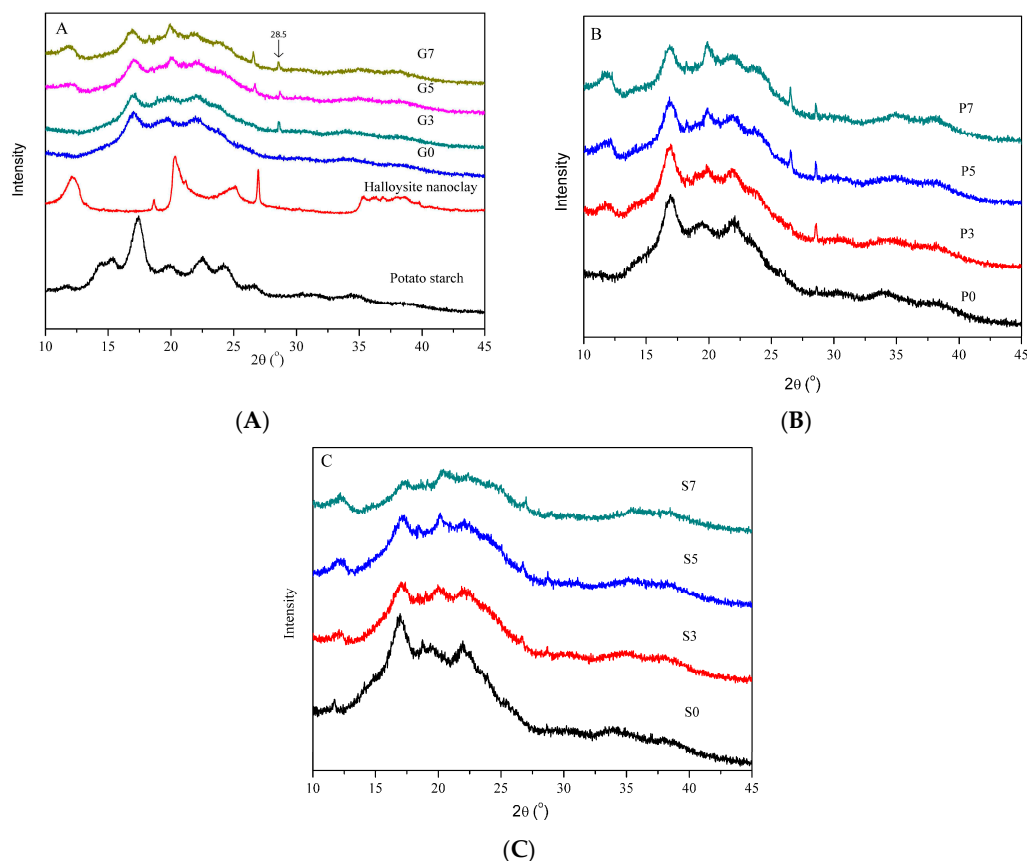 A
28.5
G7
G5
G3
G0
Halloysite nanoclay
Potato starch
Intensity
10 15 20 25 30 35 40 45
2θ (°)
(A)
B
P7
P5
P3
P0
Intensity
10 15 20 25 30 35 40 45
2θ (°)
(B)
C
S7
S5
S3
S0
Intensity
10 15 20 25 30 35 40 45
2θ (°)
(C)